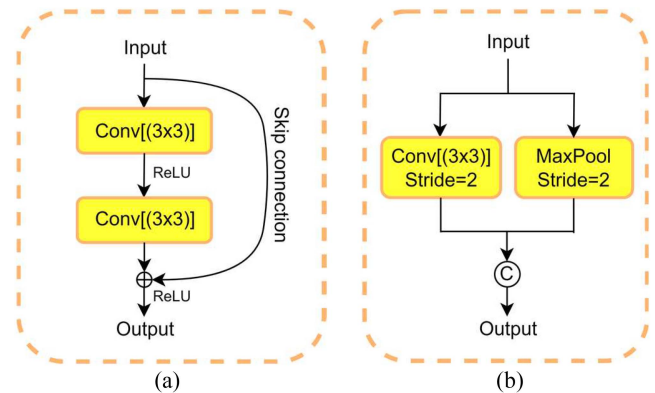 Input
Conv[(3x3)]
ReLU
Conv[(3x3)]
ReLU
Output
Skip connection
(a)
Input
Conv[(3x3)]
Stride=2
MaxPool
Stride=2
C
Output
(b)